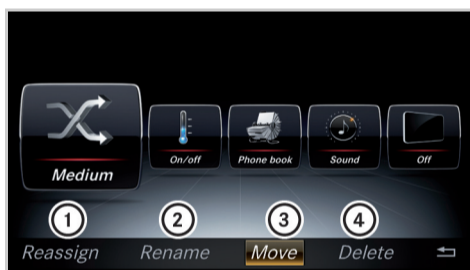 Medium
On/off
Phone book
Sound
Off
1 2 3 4
Reassign Rename Move Delete